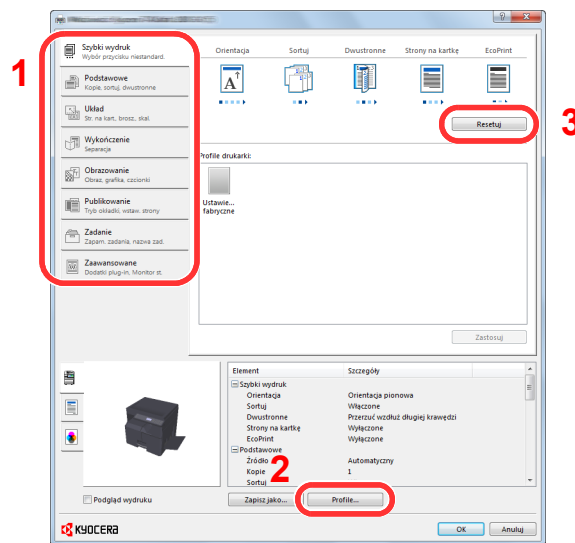 1
Szybki wydruk
Wybór przycisku niestandard.
Podstawowe
Kopie, sortuj, dwustronne
Układ
Str. na kart, brosz., skal.
Wykończenie
Separacja
Obrazowanie
Obraz, grafika, czcionki
Publikowanie
Tryb okładki, wstaw. strony
Zadanie
Zapam. zadania, nazwa zad.
Zaawansowane
Dodatki plug-in, Monitor st.
Orientacja Sortuj Dwustronne Strony na kartkę EcoPrint
A
Resetuj
3
Profile drukarki:
Ustawie...
fabryczne
Zastosuj
Element Szczegóły
Szybki wydruk
Orientacja Orientacja pionowa
Sortuj Włączone
Dwustronne Przerzuć wzdłuż długiej krawędzi
Strony na kartkę Wyłączone
EcoPrint Wyłączone
Podstawowe
Źródło Automatyczny
Kopie 1
Sortuj
2
Podgląd wydruku
Zapisz jako...
Profile...
KYOCERA
OK Anuluj